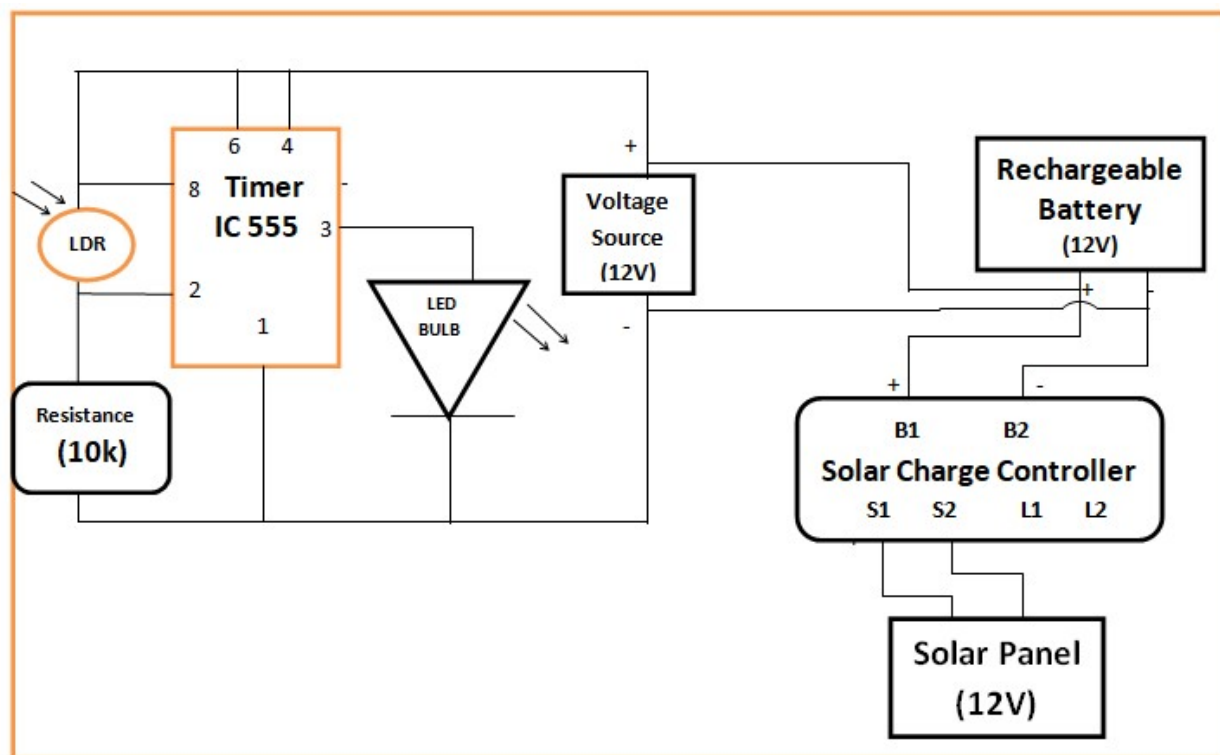 6 4
8 Timer -
IC 555 3
2
1
LDR
Resistance
(10k)
LED
BULB
+
Voltage
Source
(12V)
-
Rechargeable
Battery
(12V)
+ -
+ -
B1 B2
Solar Charge Controller
S1 S2 L1 L2
Solar Panel
(12V)